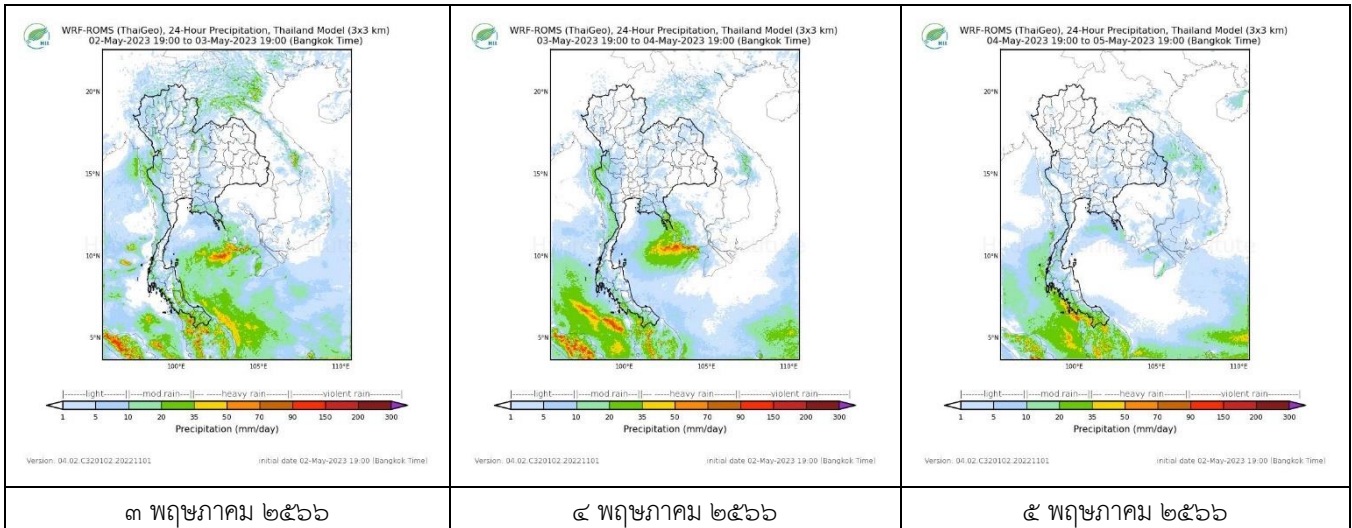 WRF-ROMS (ThaiGeo), 24-Hour Precipitation, Thailand Model (3x3 km)
02-May-2023 19:00 to 03-May-2023 19:00 (Bangkok Time)
20°N
15°N
10°N
5°N
100°E
105°E
110°E
|-------light------||----mod rain---||--- -----heavy rain------||-------violent rain-------|
1 5 10 20 35 50 70 90 150 200 300
Precipitation (mm/day)
Version: 04.02.C320102.20221101
initial date 02-May-2023 19:00 (Bangkok Time)
๓ พฤษภาคม ๒๕๖๖
WRF-ROMS (ThaiGeo), 24-Hour Precipitation, Thailand Model (3x3 km)
03-May-2023 19:00 to 04-May-2023 19:00 (Bangkok Time)
20°N
15°N
10°N
5°N
100°E
105°E
110°E
|-------light------||----mod rain---||--- -----heavy rain------||-------violent rain-------|
1 5 10 20 35 50 70 90 150 200 300
Precipitation (mm/day)
Version: 04.02.C320102.20221101
initial date 02-May-2023 19:00 (Bangkok Time)
๔ พฤษภาคม ๒๕๖๖
WRF-ROMS (ThaiGeo), 24-Hour Precipitation, Thailand Model (3x3 km)
04-May-2023 19:00 to 05-May-2023 19:00 (Bangkok Time)
20°N
15°N
10°N
5°N
100°E
105°E
110°E
|-------light------||----mod rain---||--- -----heavy rain------||-------violent rain-------|
1 5 10 20 35 50 70 90 150 200 300
Precipitation (mm/day)
Version: 04.02.C320102.20221101
initial date 02-May-2023 19:00 (Bangkok Time)
๕ พฤษภาคม ๒๕๖๖